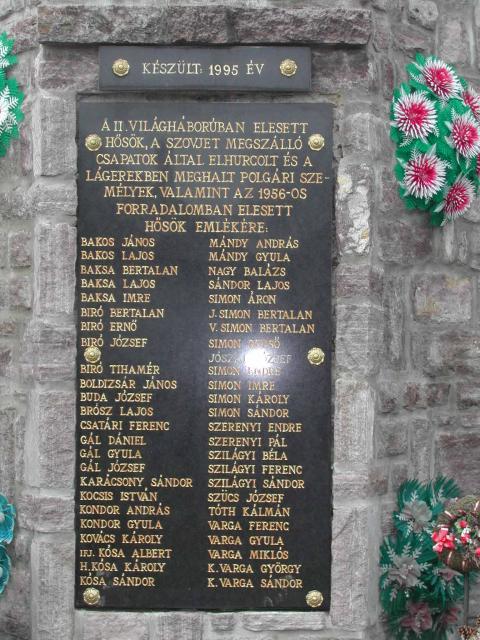 KÉSZÜLT: 1995 ÉV
A II. VILÁGHÁBORÚBAN ELESETT
HŐSÖK, A SZOVJET MEGSZÁLLÓ
CSAPATOK ÁLTAL ELHURCOLT ÉS A
LÁGEREKBEN MEGHALT POLGÁRI SZE-
MÉLYEK, VALAMINT AZ 1956-OS
FORRADALOMBAN ELESETT
HŐSÖK EMLÉKÉRE:
BAKOS JÁNOS
BAKOS LAJOS
BAKSA BERTALAN
BAKSA LAJOS
BAKSA IMRE
BIRÓ BERTALAN
BIRÓ ERNŐ
BIRÓ JÓZSEF
BIRÓ TIHAMÉR
BOLDIZSÁR JÁNOS
BUDA JÓZSEF
BRÓSZ LAJOS
CSATÁRI FERENC
GÁL DÁNIEL
GÁL GYULA
GÁL JÓZSEF
KARÁCSONY SÁNDOR
KOCSIS ISTVÁN
KONDOR ANDRÁS
KONDOR GYULA
KOVÁCS KÁROLY
IFJ. KÓSA ALBERT
H. KÓSA KÁROLY
KÓSA SÁNDOR
MÁNDY ANDRÁS
MÁNDY GYULA
NAGY BALÁZS
SÁNDOR LAJOS
SIMON ÁRON
J. SIMON BERTALAN
V. SIMON BERTALAN
SIMON
JÓZSEF
SIMON ENDRE
SIMON IMRE
SIMON KÁROLY
SIMON SÁNDOR
SZERENYI ENDRE
SZERENYI PÁL
SZILÁGYI BÉLA
SZILÁGYI FERENC
SZILÁGYI SÁNDOR
SZÜCS JÓZSEF
TÓTH KÁLMÁN
VARGA FERENC
VARGA GYULA
VARGA MIKLÓS
K. VARGA GYÖRGY
K. VARGA SÁNDOR